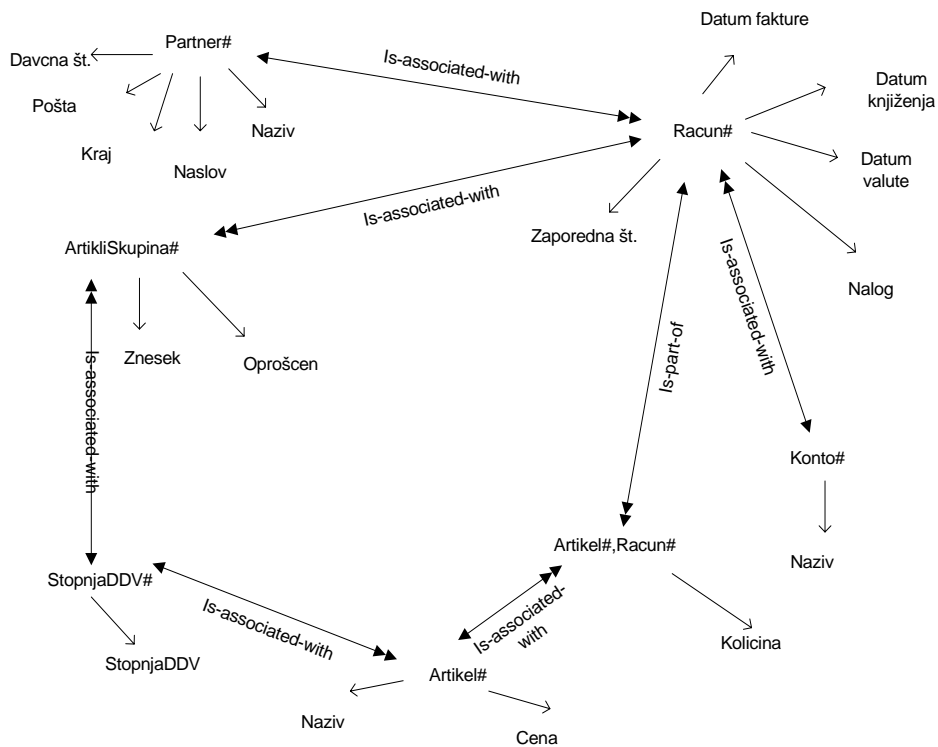 Datum fakture
Partner#
Davcna št.
Is-associated-with
Datum
knjiženja
Pošta
Naziv
Racun#
Kraj
Naslov
Datum
valute
Is-associated-with
Zaporedna št.
ArtikliSkupina#
Is-associated-with
Nalog
Is-associated-with
Znesek
Oprošcen
Is-part-of
Konto#
Artikel#,Racun#
Naziv
StopnjaDDV#
Is-associated-with
Is-associated-
with
Kolicina
StopnjaDDV
Artikel#
Naziv
Cena